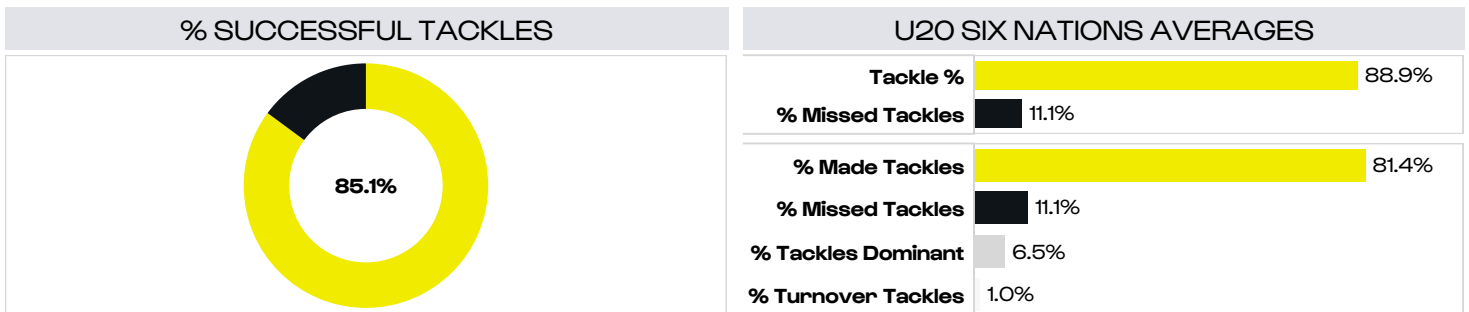 % SUCCESSFUL TACKLES
85.1%
U20 SIX NATIONS AVERAGES
Tackle % 88.9%
% Missed Tackles 11.1%
% Made Tackles 81.4%
% Missed Tackles 11.1%
% Tackles Dominant 6.5%
% Turnover Tackles 1.0%